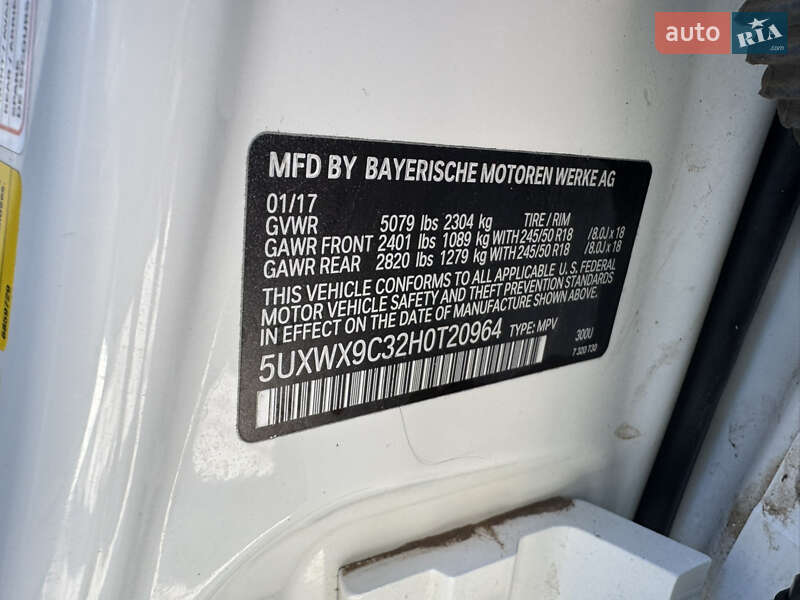 auto RIA
MFD BY BAYERISCHE MOTOREN WERKE AG
01/17
GVWR 5079 lbs 2304 kg TIRE / RIM
GAWR FRONT 2401 lbs 1089 kg WITH 245/50 R18 /8.0J x 18
GAWR REAR 2820 lbs 1279 kg WITH 245/50 R18 /8.0J x 18
THIS VEHICLE CONFORMS TO ALL APPLICABLE U.S. FEDERAL
MOTOR VEHICLE SAFETY AND THEFT PREVENTION STANDARDS
IN EFFECT ON THE DATE OF MANUFACTURE SHOWN ABOVE.
5UXWX9C32H0T20964 TYPE: MPV 300U
T 320 T30